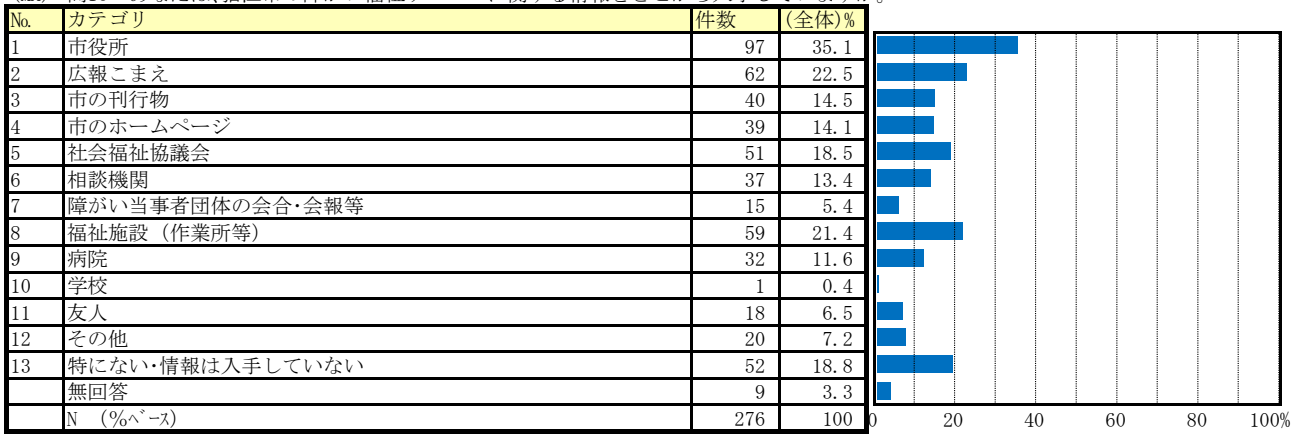 № カテゴリ 件数 (全体)%
1 市役所 97 35.1
2 広報こまえ 62 22.5
3 市の刊行物 40 14.5
4 市のホームページ 39 14.1
5 社会福祉協議会 51 18.5
6 相談機関 37 13.4
7 障がい当事者団体の会合・会報等 15 5.4
8 福祉施設（作業所等） 59 21.4
9 病院 32 11.6
10 学校 1 0.4
11 友人 18 6.5
12 その他 20 7.2
13 特にない・情報は入手していない 52 18.8
無回答 9 3.3
N （%ﾍﾞｰｽ） 276 100
0 20 40 60 80 100%